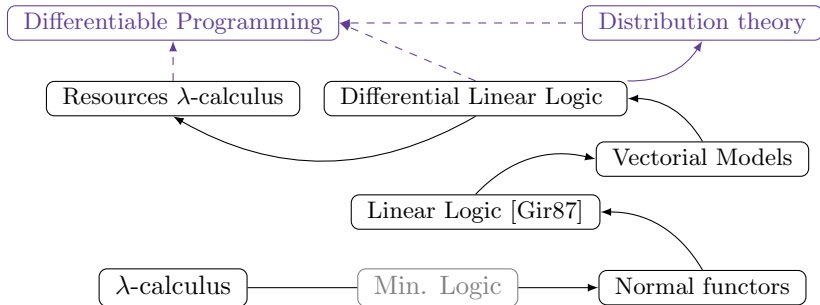 Differentiable Programming
Distribution theory
Resources λ-calculus
Differential Linear Logic
Vectorial Models
Linear Logic [Gir87]
λ-calculus
Min. Logic
Normal functors